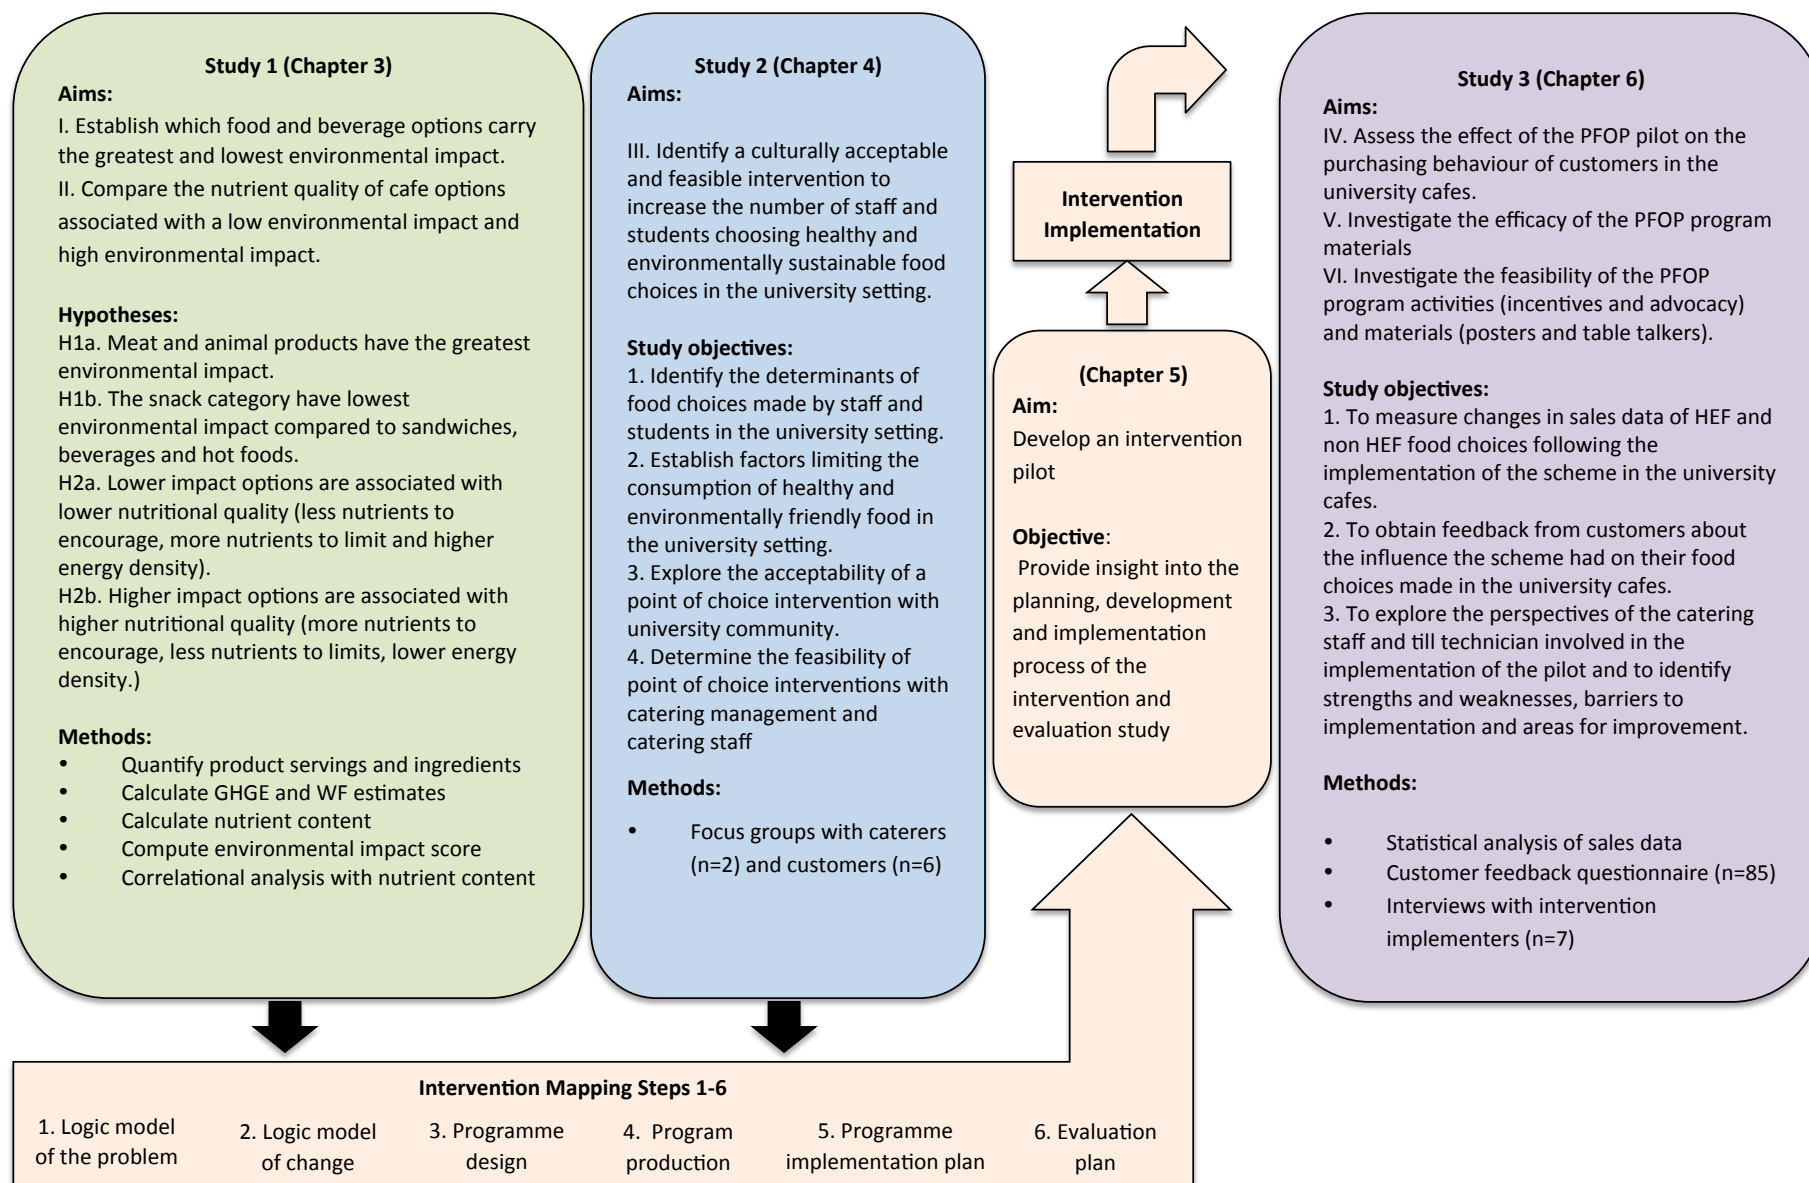 Study 1 (Chapter 3)
Aims:
I. Establish which food and beverage options carry
the greatest and lowest environmental impact.
II. Compare the nutrient quality of cafe options
associated with a low environmental impact and
high environmental impact.
Hypotheses:
H1a. Meat and animal products have the greatest
environmental impact.
H1b. The snack category have lowest
environmental impact compared to sandwiches,
beverages and hot foods.
H2a. Lower impact options are associated with
lower nutritional quality (less nutrients to
encourage, more nutrients to limit and higher
energy density).
H2b. Higher impact options are associated with
higher nutritional quality (more nutrients to
encourage, less nutrients to limits, lower energy
density.)
Methods:
• Quantify product servings and ingredients
• Calculate GHGE and WF estimates
• Calculate nutrient content
• Compute environmental impact score
• Correlational analysis with nutrient content
Study 2 (Chapter 4)
Aims:
III. Identify a culturally acceptable
and feasible intervention to
increase the number of staff and
students choosing healthy and
environmentally sustainable food
choices in the university setting.
Study objectives:
1. Identify the determinants of
food choices made by staff and
students in the university setting.
2. Establish factors limiting the
consumption of healthy and
environmentally friendly food in
the university setting.
3. Explore the acceptability of a
point of choice intervention with
university community.
4. Determine the feasibility of
point of choice interventions with
catering management and
catering staff
Methods:
• Focus groups with caterers
(n=2) and customers (n=6)
Intervention Mapping Steps 1-6
1. Logic model
of the problem
2. Logic model
of change
3. Programme
design
4. Program
production
5. Programme
implementation plan
6. Evaluation
plan
(Chapter 5)
Aim:
Develop an intervention
pilot
Objective:
Provide insight into the
planning, development
and implementation
process of the
intervention and
evaluation study
Intervention
Implementation
Study 3 (Chapter 6)
Aims:
IV. Assess the effect of the PFOP pilot on the
purchasing behaviour of customers in the
university cafes.
V. Investigate the efficacy of the PFOP program
materials
VI. Investigate the feasibility of the PFOP
program activities (incentives and advocacy)
and materials (posters and table talkers).
Study objectives:
1. To measure changes in sales data of HEF and
non HEF food choices following the
implementation of the scheme in the university
cafes.
2. To obtain feedback from customers about
the influence the scheme had on their food
choices made in the university cafes.
3. To explore the perspectives of the catering
staff and till technician involved in the
implementation of the pilot and to identify
strengths and weaknesses, barriers to
implementation and areas for improvement.
Methods:
• Statistical analysis of sales data
• Customer feedback questionnaire (n=85)
• Interviews with intervention
implementers (n=7)